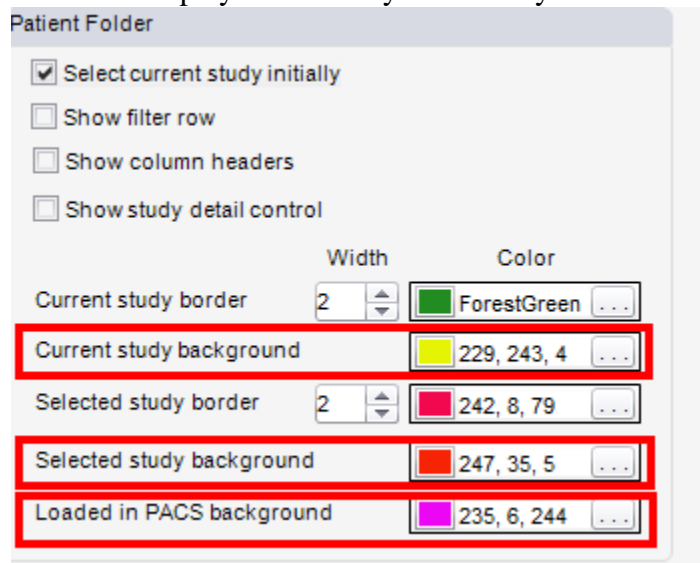 Patient Folder
Select current study initially
Show filter row
Show column headers
Show study detail control
Width Color
Current study border 2 ForestGreen ...
Current study background 229, 243, 4 ...
Selected study border 2 242, 8, 79 ...
Selected study background 247, 35, 5 ...
Loaded in PACS background 235, 6, 244 ...